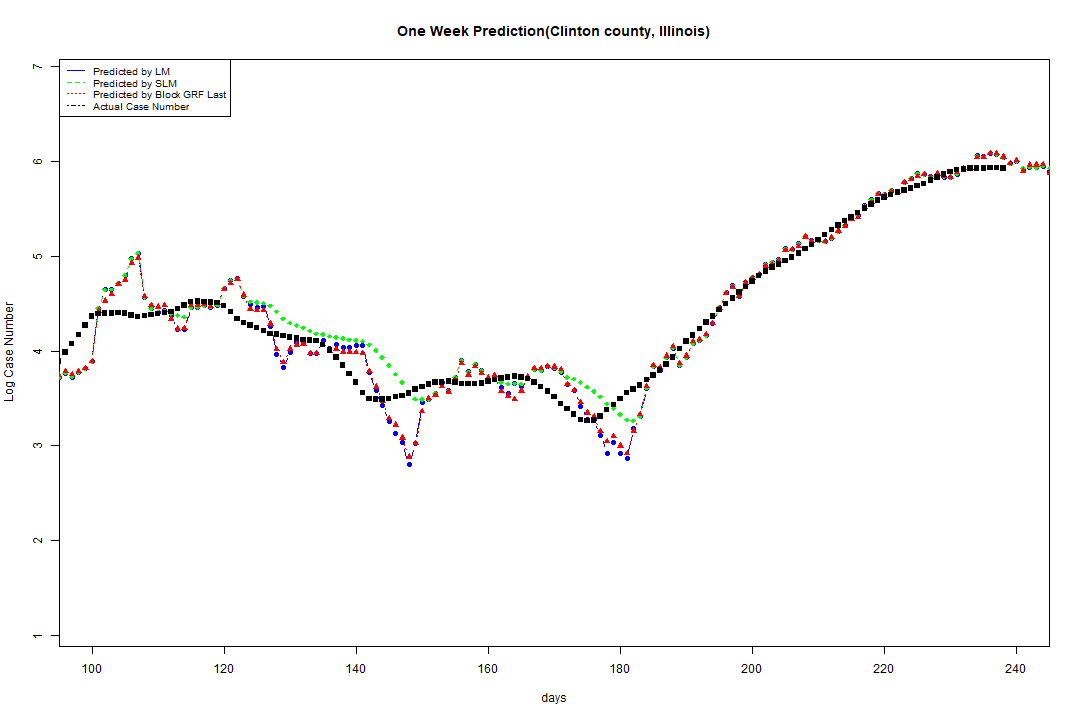 One Week Prediction(Clinton county, Illinois)
Predicted by LM
Predicted by SLM
Predicted by Block GRF Last
Actual Case Number
7
6
5
4
3
2
1
Log Case Number
100 120 140 160 180 200 220 240
days